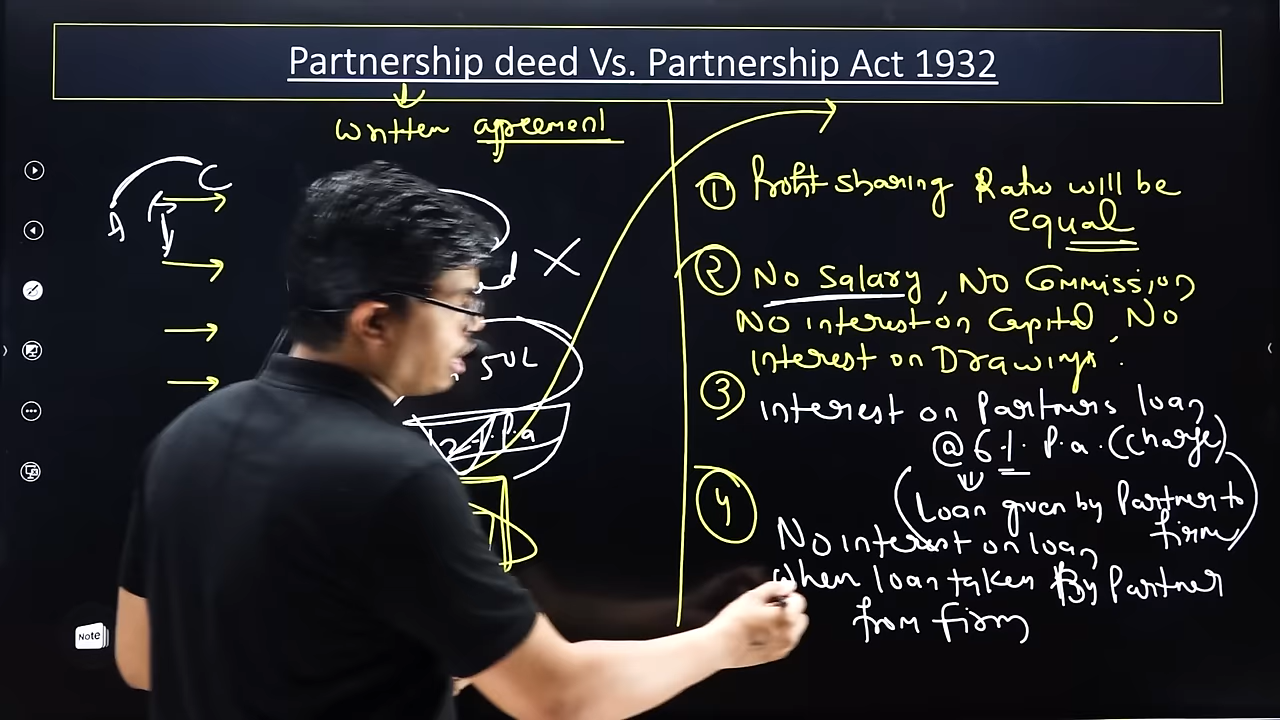 Partnership deed Vs. Partnership Act 1932
written agreement
① Profit sharing Ratio will be
equal
② No Salary, No Commission
No interest on Capital, No
interest on Drawings.
③ interest on Partners loan
@ 6%. P.a. (charge)
(Loan given by Partner to
firm)
④ No interest on loan
when loan taken By Partner
from firm
50L
12%. P.a
Note